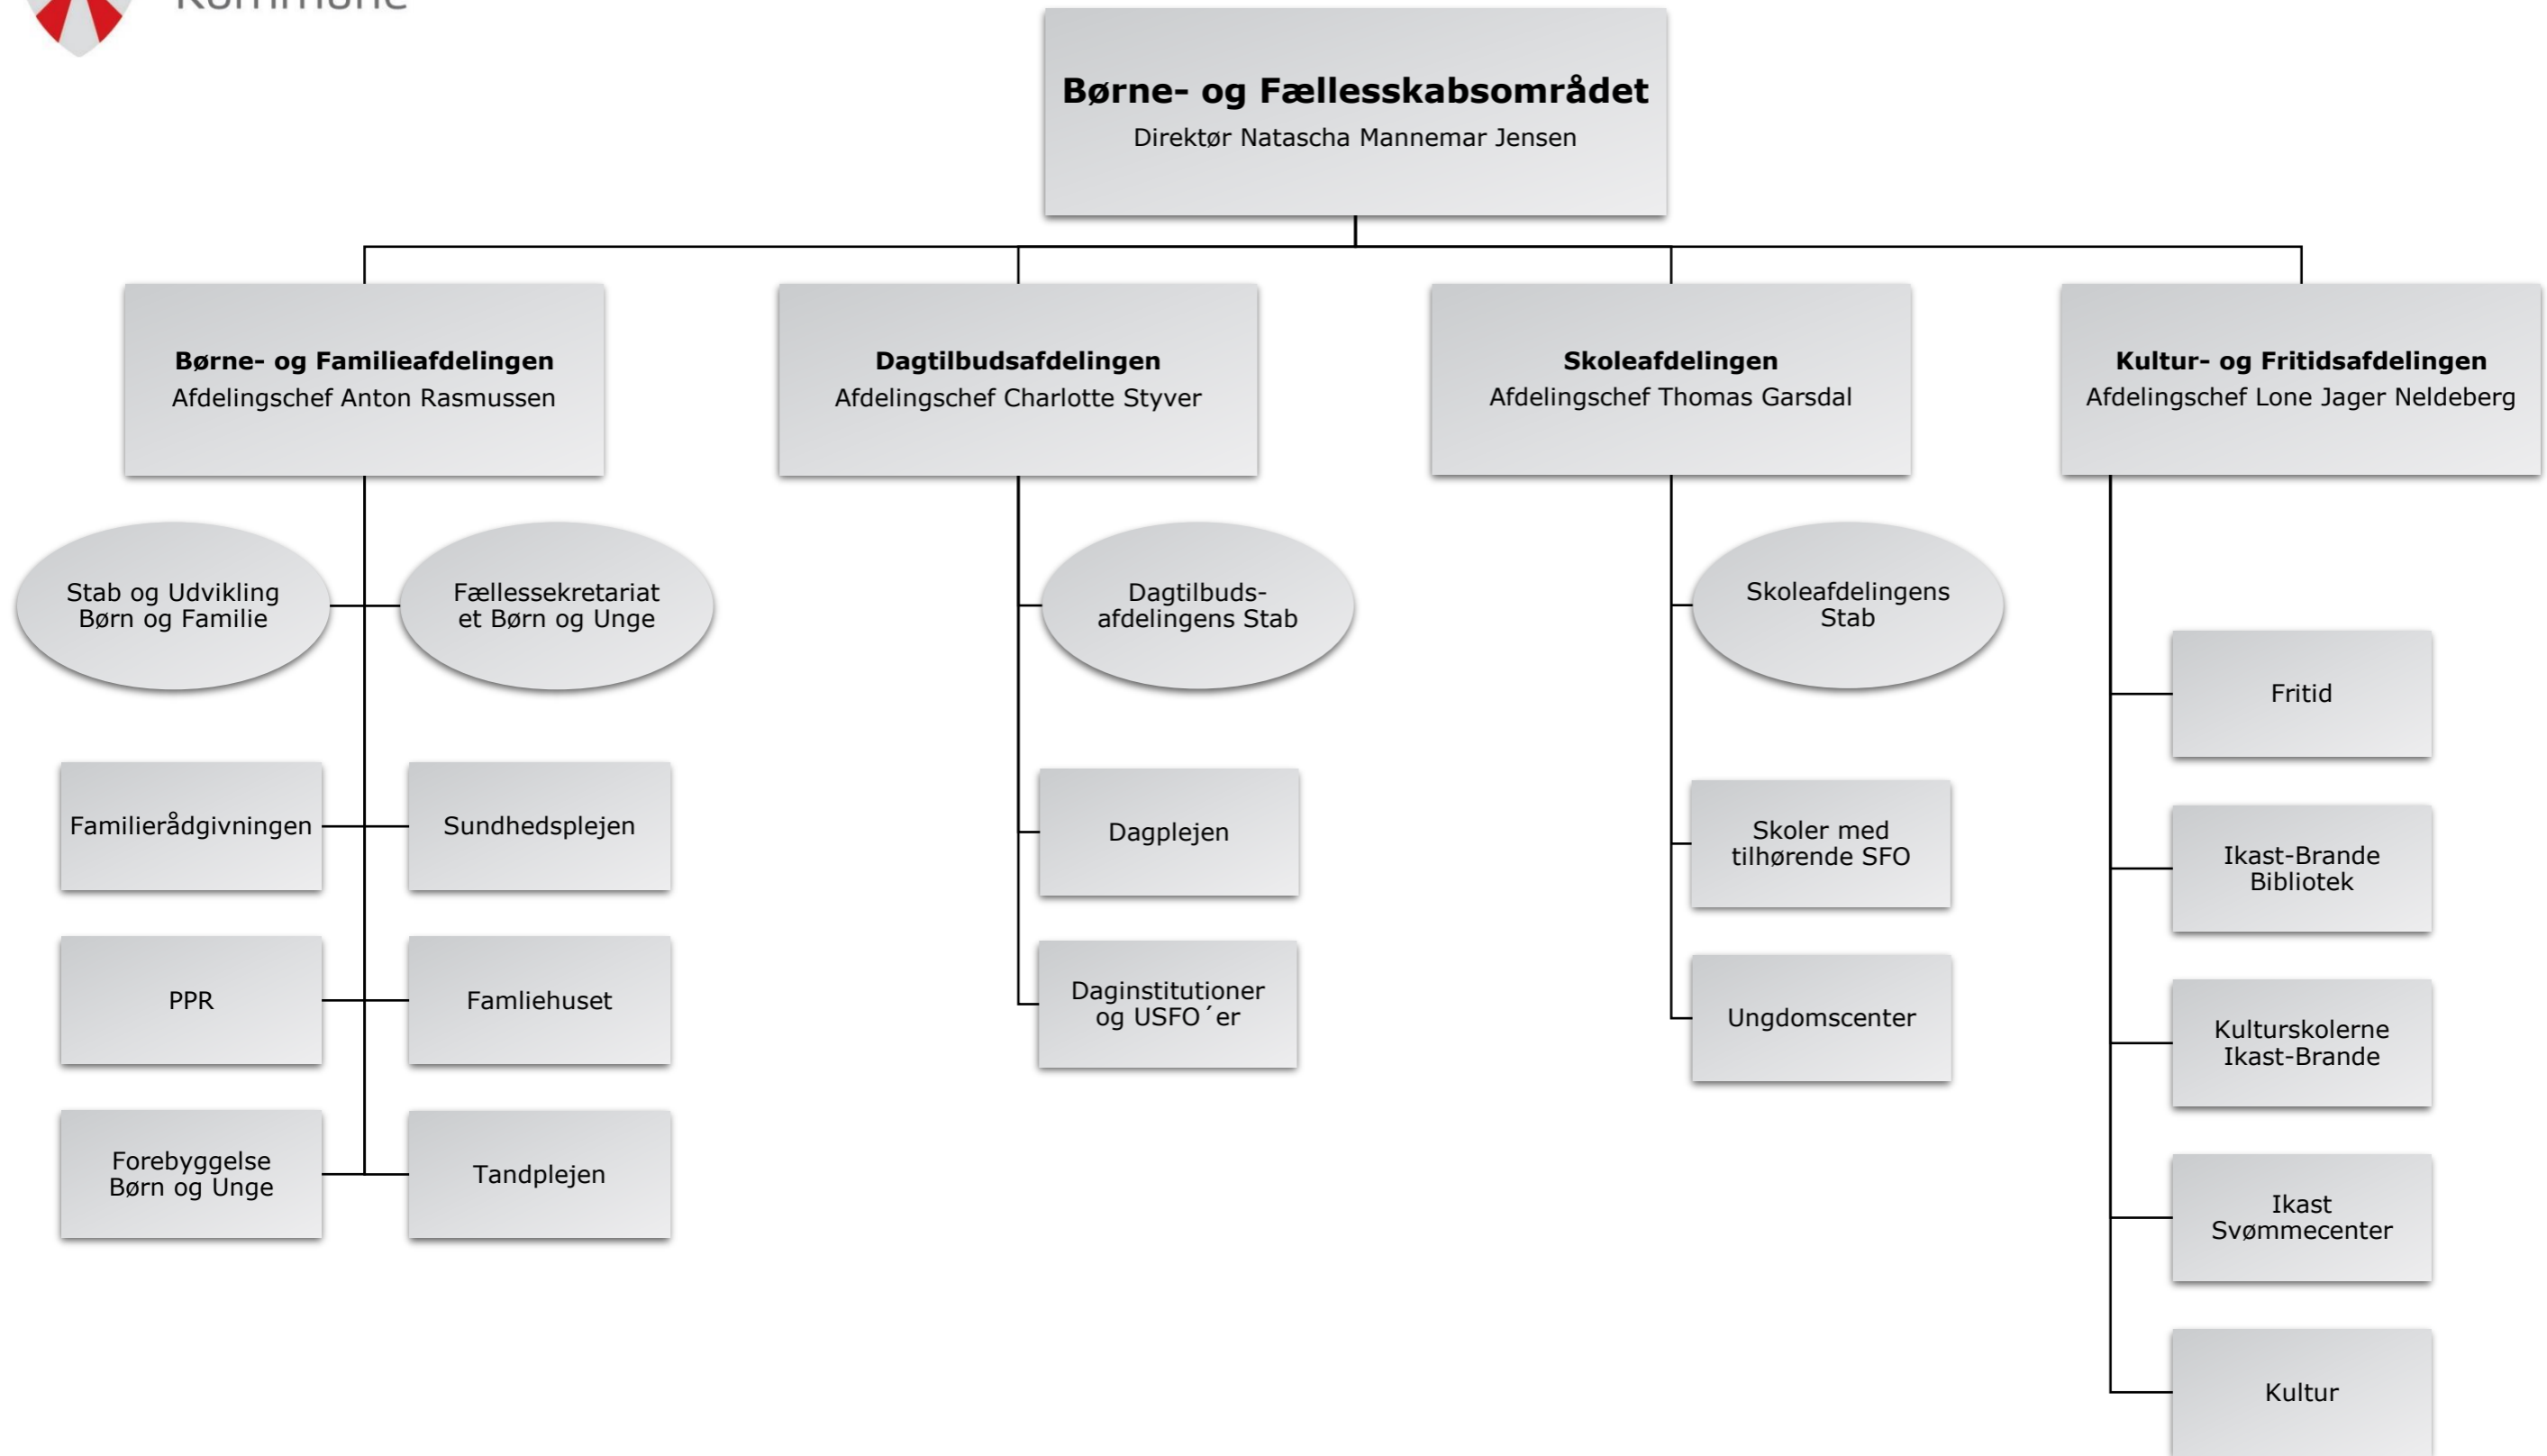 Kommune
Børne- og Fællesskabsområdet
Direktør Natascha Mannemar Jensen
Børne- og Familieafdelingen
Afdelingschef Anton Rasmussen
Dagtilbudsafdelingen
Afdelingschef Charlotte Styver
Skoleafdelingen
Afdelingschef Thomas Garsdal
Kultur- og Fritidsafdelingen
Afdelingschef Lone Jager Neldeberg
Stab og Udvikling
Børn og Familie
Fællessekretariat
et Børn og Unge
Familierådgivningen
Sundhedsplejen
PPR
Famliehuset
Forebyggelse
Børn og Unge
Tandplejen
Dagtilbuds-
afdelingens Stab
Dagplejen
Daginstitutioner
og USFO´er
Skoleafdelingens
Stab
Skoler med
tilhørende SFO
Ungdomscenter
Fritid
Ikast-Brande
Bibliotek
Kulturskolerne
Ikast-Brande
Ikast
Svømmecenter
Kultur